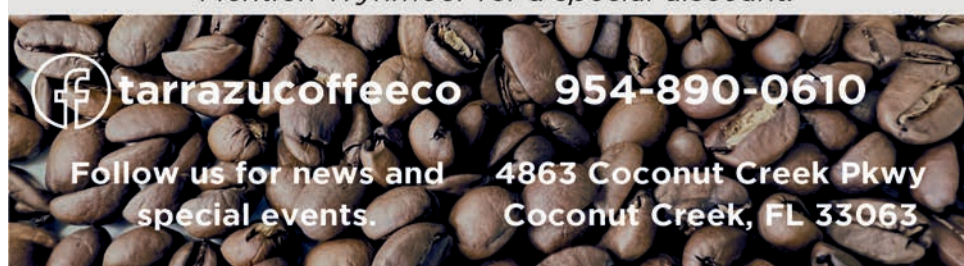 tarrazucoffeeco
Follow us for news and
special events.
954-890-0610
4863 Coconut Creek Pkwy
Coconut Creek, FL 33063